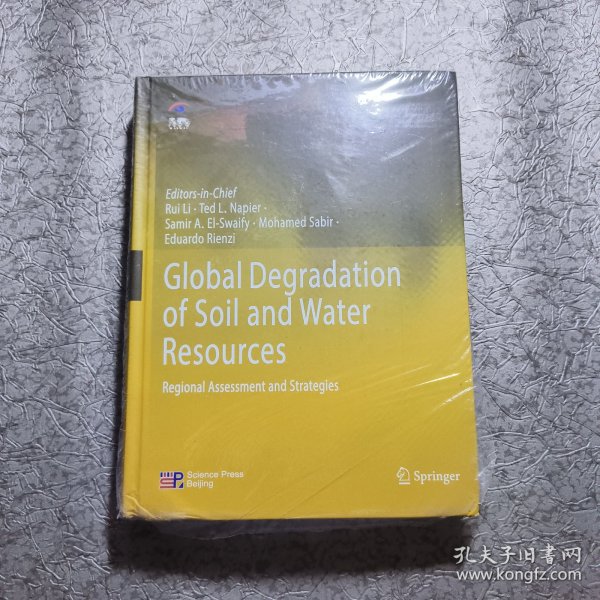 Editors-in-Chief
Rui Li · Ted L. Napier ·
Samir A. El-Swaify · Mohamed Sabir ·
Eduardo Rienzi
Global Degradation
of Soil and Water
Resources
Regional Assessment and Strategies
Science Press
Beijing
Springer
孔夫子旧书网
www.kongfz.com